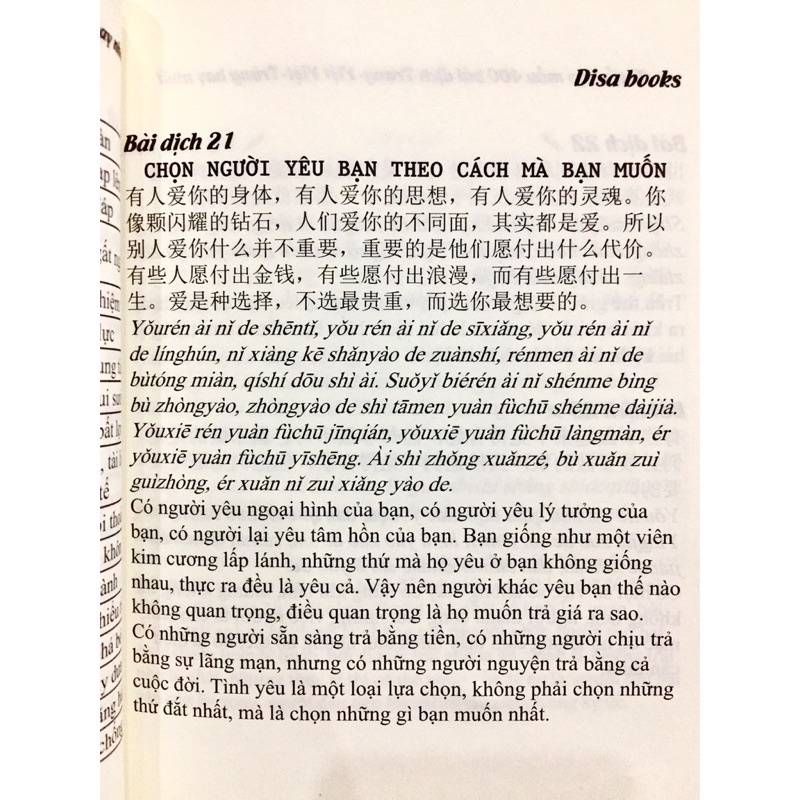 Disa books
Bài dịch 21
CHỌN NGƯỜI YÊU BẠN THEO CÁCH MÀ BẠN MUỐN
有人爱你的身体，有人爱你的思想，有人爱你的灵魂。你
像颗闪耀的钻石，人们爱你的不同面，其实都是爱。所以
别人爱你什么并不重要，重要的是他们愿付出什么代价。
有些人愿付出金钱，有些愿付出浪漫，而有些愿付出一
生。爱是种选择，不选最贵重，而选你最想要的。
Yǒurén ài nǐ de shēntǐ, yǒu rén ài nǐ de sīxiǎng, yǒu rén ài nǐ
de línghún, nǐ xiàng kē shǎnyào de zuànshí, rénmen ài nǐ de
bùtóng miàn, qíshí dōu shì ài. Suǒyǐ biérén ài nǐ shénme bìng
bù zhòngyào, zhòngyào de shì tāmen yuàn fùchū shénme dàijià.
Yǒuxiē rén yuàn fùchū jīnqián, yǒuxiē yuàn fùchū làngmàn, ér
yǒuxiē yuàn fùchū yīshēng. Ài shì zhǒng xuǎnzé, bù xuǎn zuì
guìzhòng, ér xuǎn nǐ zuì xiǎng yào de.
Có người yêu ngoại hình của bạn, có người yêu lý tưởng của
bạn, có người lại yêu tâm hồn của bạn. Bạn giống như một viên
kim cương lấp lánh, những thứ mà họ yêu ở bạn không giống
nhau, thực ra đều là yêu cả. Vậy nên người khác yêu bạn thế nào
không quan trọng, điều quan trọng là họ muốn trả giá ra sao.
Có những người sẵn sàng trả bằng tiền, có những người chịu trả
bằng sự lãng mạn, nhưng có những người nguyện trả bằng cả
cuộc đời. Tình yêu là một loại lựa chọn, không phải chọn những
thứ đắt nhất, mà là chọn những gì bạn muốn nhất.